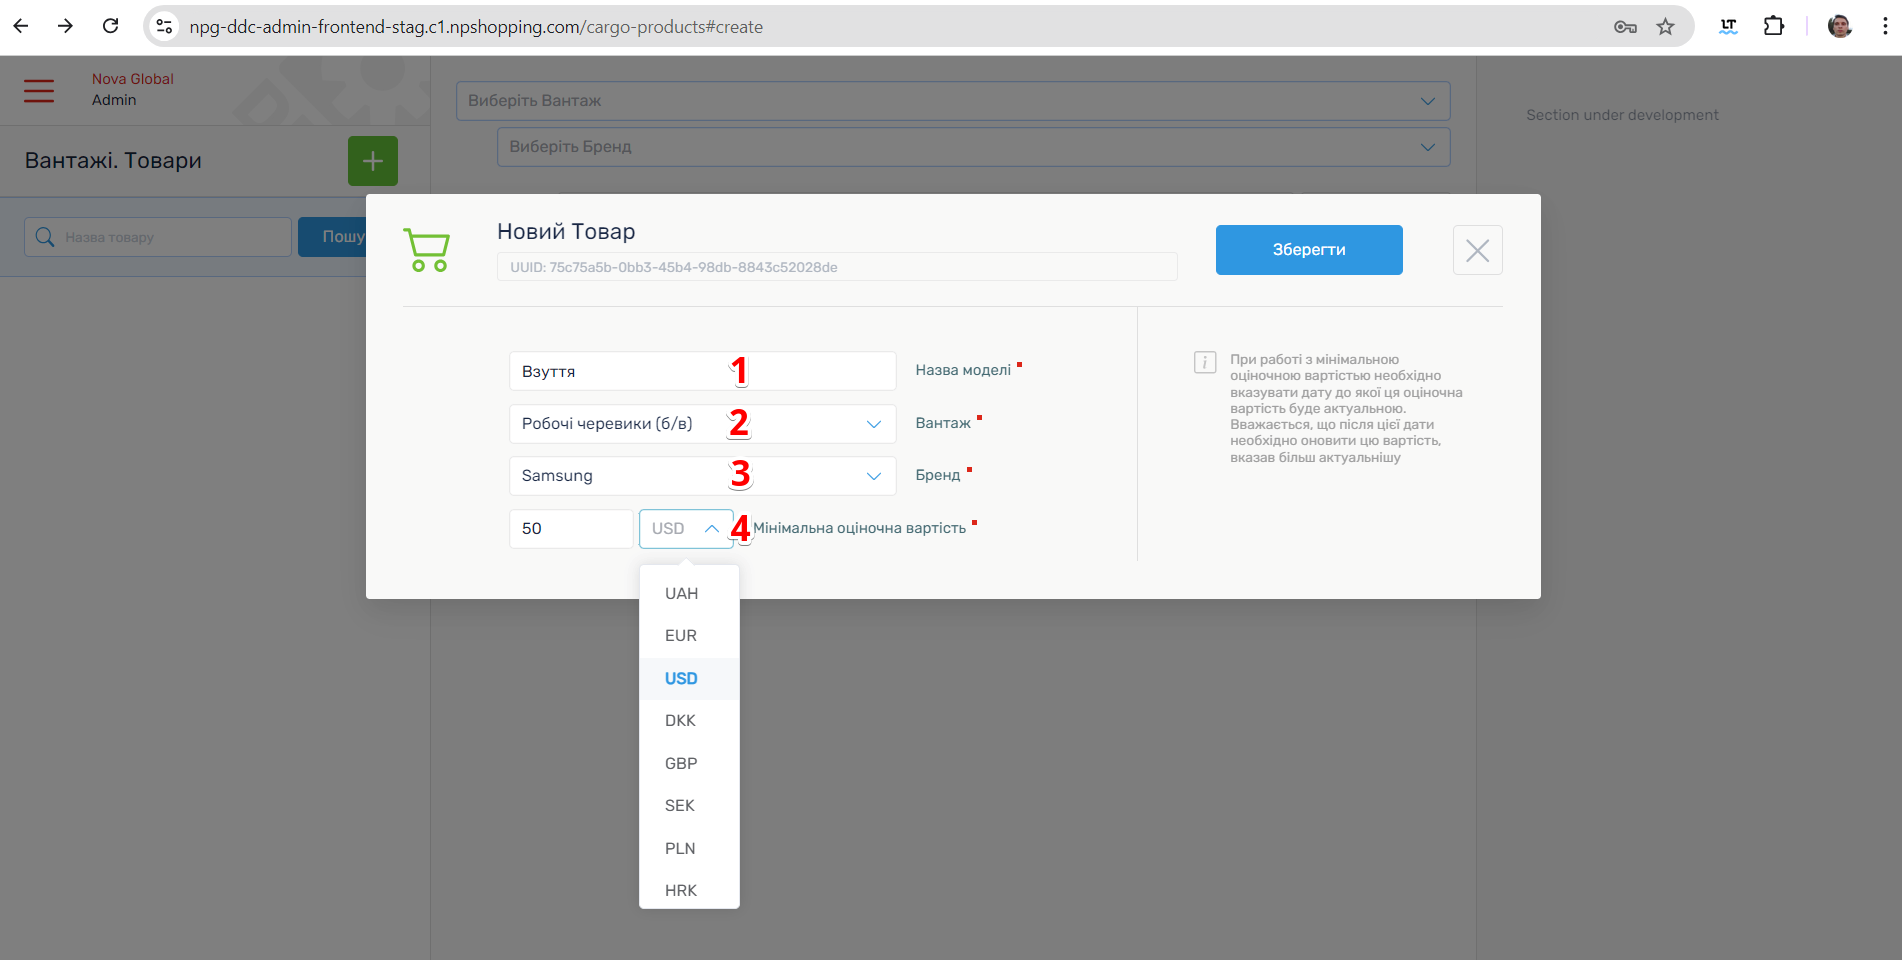 npg-ddc-admin-frontend-stag.c1.npshopping.com/cargo-products#create
LT
Nova Global
Admin
Вантажі. Товари
Назва товару
Виберіть Вантаж
Виберіть Бренд
Section under development
Новий Товар
UUID: 75c75a5b-0bb3-45b4-98db-8843c52028de
Зберегти
Взуття 1 Назва моделі
Робочі черевики (б/в) 2 Вантаж
Samsung 3 Бренд
50 USD 4 Мінімальна оціночна вартість
UAH
EUR
USD
DKK
GBP
SEK
PLN
HRK
i
При работі з мінімальною
оціночною вартістью необхідно
вказувати дату до якої ця оціночна
вартість буде актуальною.
Вважається, що після цієї дати
необхідно оновити цю вартість,
вказав більш актуальнішу